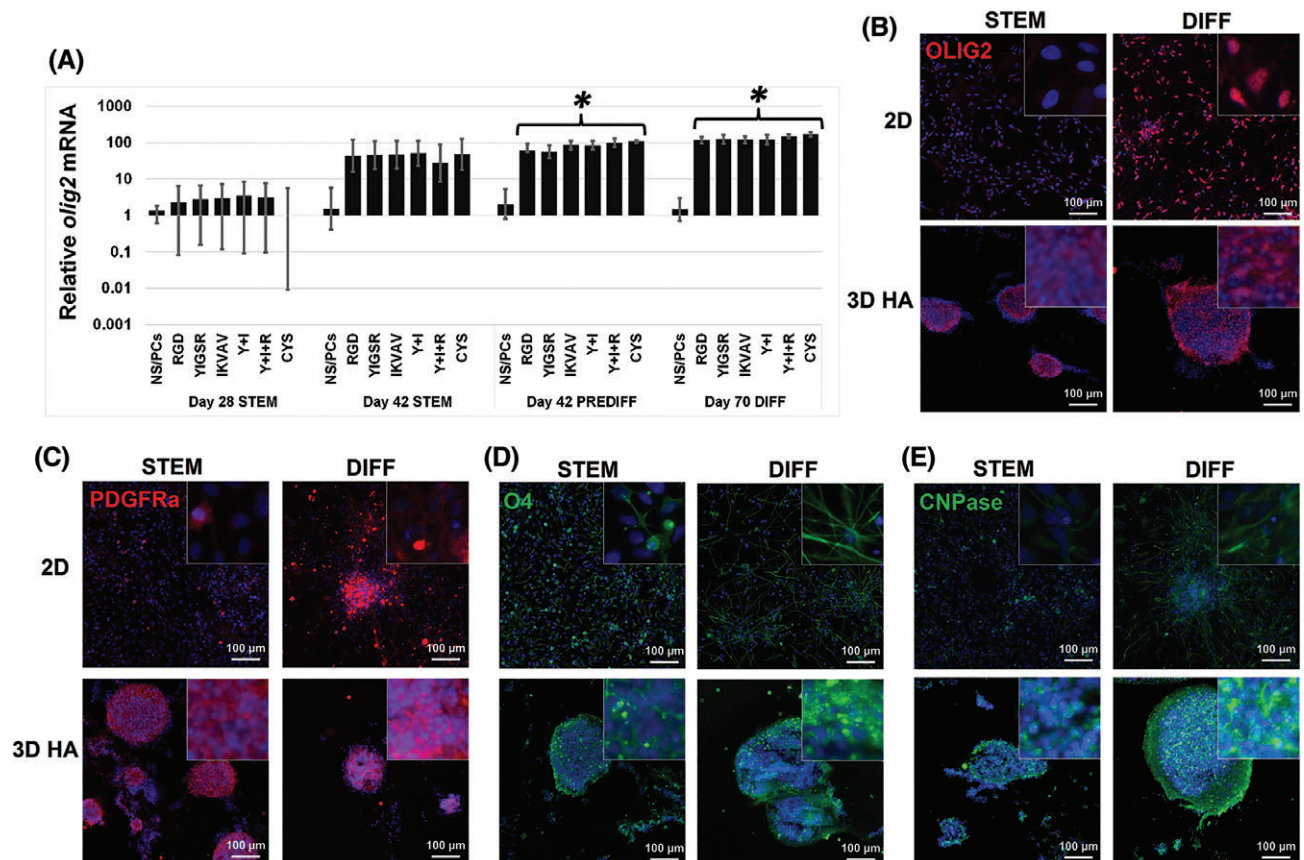 (A)
*
*
1000
100
10
1
0.1
0.01
0.001
Relative olig2 mRNA
NS/PCs
RGD
YIGSR
IKVAV
Y+I
Y+I+R
CYS
NS/PCs
RGD
YIGSR
IKVAV
Y+I
Y+I+R
CYS
NS/PCs
RGD
YIGSR
IKVAV
Y+I
Y+I+R
CYS
NS/PCs
RGD
YIGSR
IKVAV
Y+I
Y+I+R
CYS
Day 28 STEM
Day 42 STEM
Day 42 PREDIFF
Day 70 DIFF
(B)
STEM
DIFF
OLIG2
2D
100 µm
100 µm
3D HA
100 µm
100 µm
(C)
STEM
DIFF
PDGFRa
2D
100 µm
100 µm
3D HA
100 µm
100 µm
(D)
STEM
DIFF
O4
100 µm
100 µm
100 µm
100 µm
(E)
STEM
DIFF
CNPase
100 µm
100 µm
100 µm
100 µm